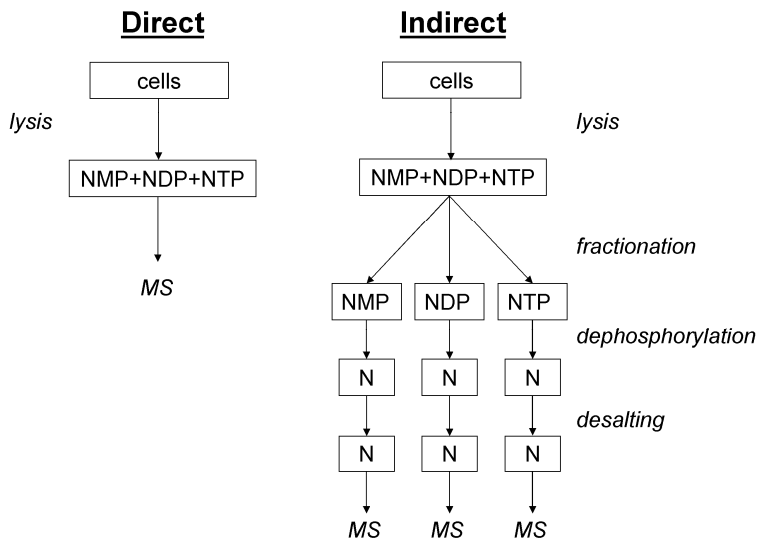 Direct
cells
lysis
NMP+NDP+NTP
MS
Indirect
cells
lysis
NMP+NDP+NTP
fractionation
NMP NDP NTP
dephosphorylation
N N N
desalting
N N N
MS MS MS